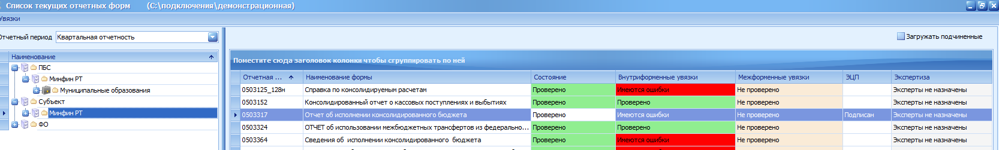 Список текущих отчетных форм (C:\подключения\демонстрационная)
Увязки
Отчетный период Квартальная отчетность
Загружать подчиненные
Наименование
ПБС
Минфин РТ
Муниципальные образования
Субъект
Минфин РТ
ФО
Поместите сюда заголовок колонки чтобы сгруппировать по ней
Отчетная ... Наименование формы Состояние Внутриформенные увязки Межформенные увязки ЭЦП Экспертиза
0503125_128н Справка по консолидируемым расчетам Проверено Имеются ошибки Не проверено Эксперты не назначены
0503152 Консолидированный отчет о кассовых поступлениях и выбытиях Проверено Проверено Не проверено Эксперты не назначены
0503317 Отчет об исполнении консолидированного бюджета Проверено Имеются ошибки Не проверено Подписан Эксперты не назначены
0503324 ОТЧЕТ об использовании межбюджетных трансфертов из федерально... Проверено Проверено Не проверено Эксперты не назначены
0503364 Сведения об исполнении консолидированного бюджета Проверено Имеются ошибки Не проверено Эксперты не назначены